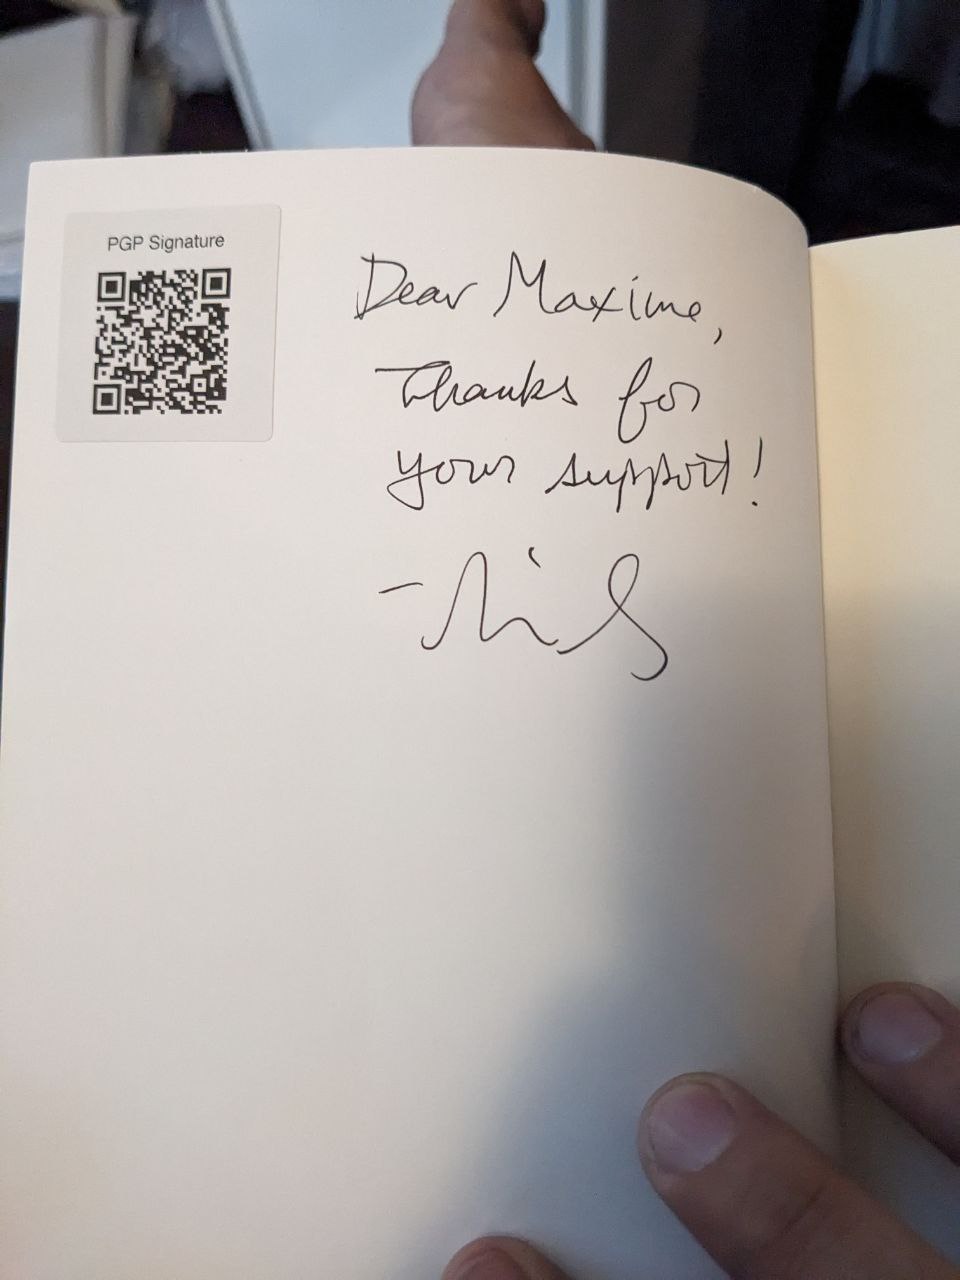 PGP Signature
Dear Maxime,
Thanks for
your support!